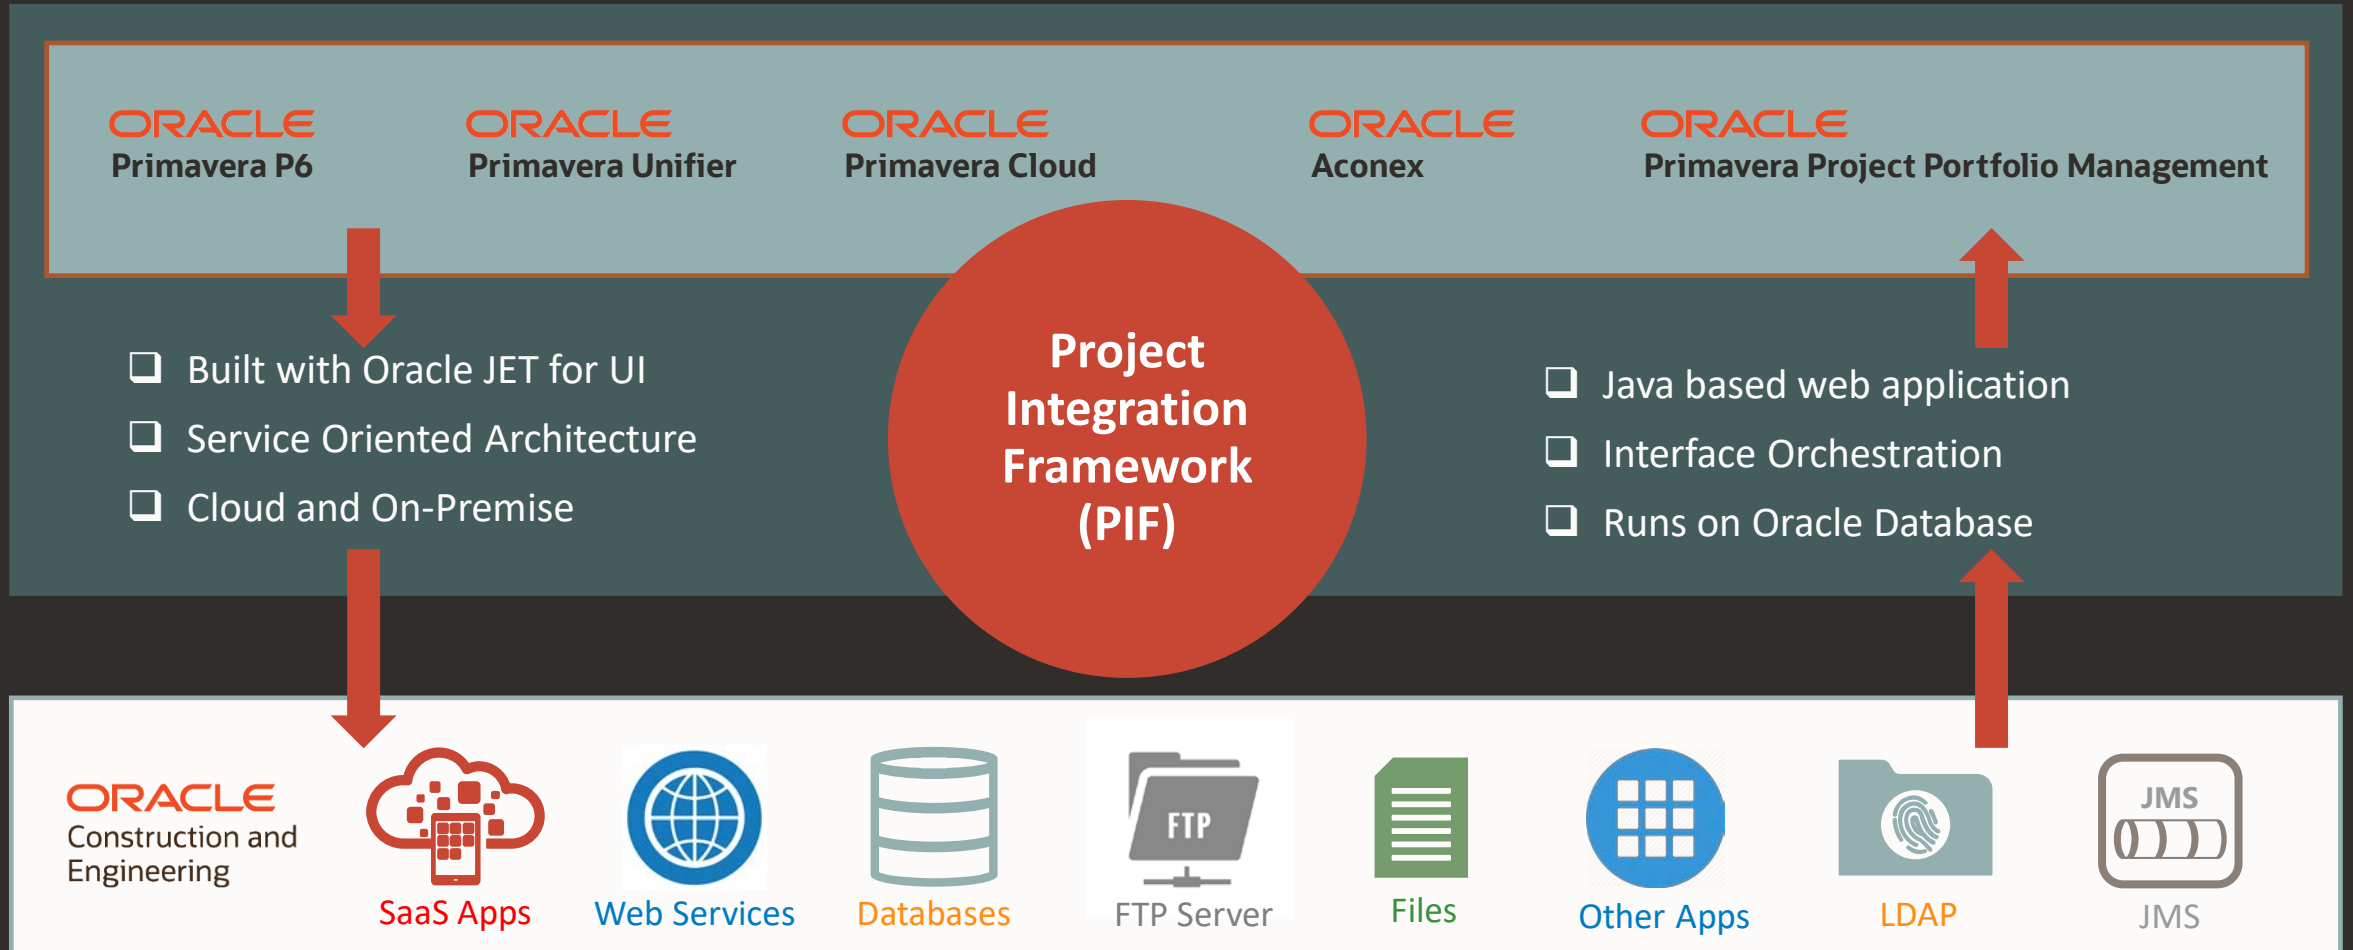 ORACLE
Primavera P6
ORACLE
Primavera Unifier
ORACLE
Primavera Cloud
ORACLE
Aconex
ORACLE
Primavera Project Portfolio Management
Built with Oracle JET for UI
Service Oriented Architecture
Cloud and On-Premise
Project
Integration
Framework
(PIF)
Java based web application
Interface Orchestration
Runs on Oracle Database
ORACLE
Construction and
Engineering
SaaS Apps
Web Services
Databases
FTP
FTP Server
Files
Other Apps
LDAP
JMS
JMS